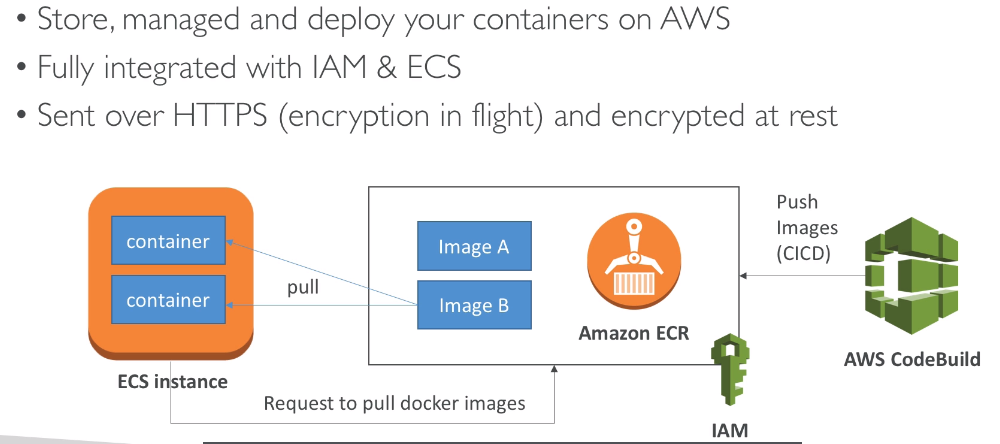 • Store, managed and deploy your containers on AWS
• Fully integrated with IAM & ECS
• Sent over HTTPS (encryption in flight) and encrypted at rest
container
container
ECS instance
pull
Image A
Image B
Amazon ECR
Push
Images
(CICD)
AWS CodeBuild
IAM
Request to pull docker images